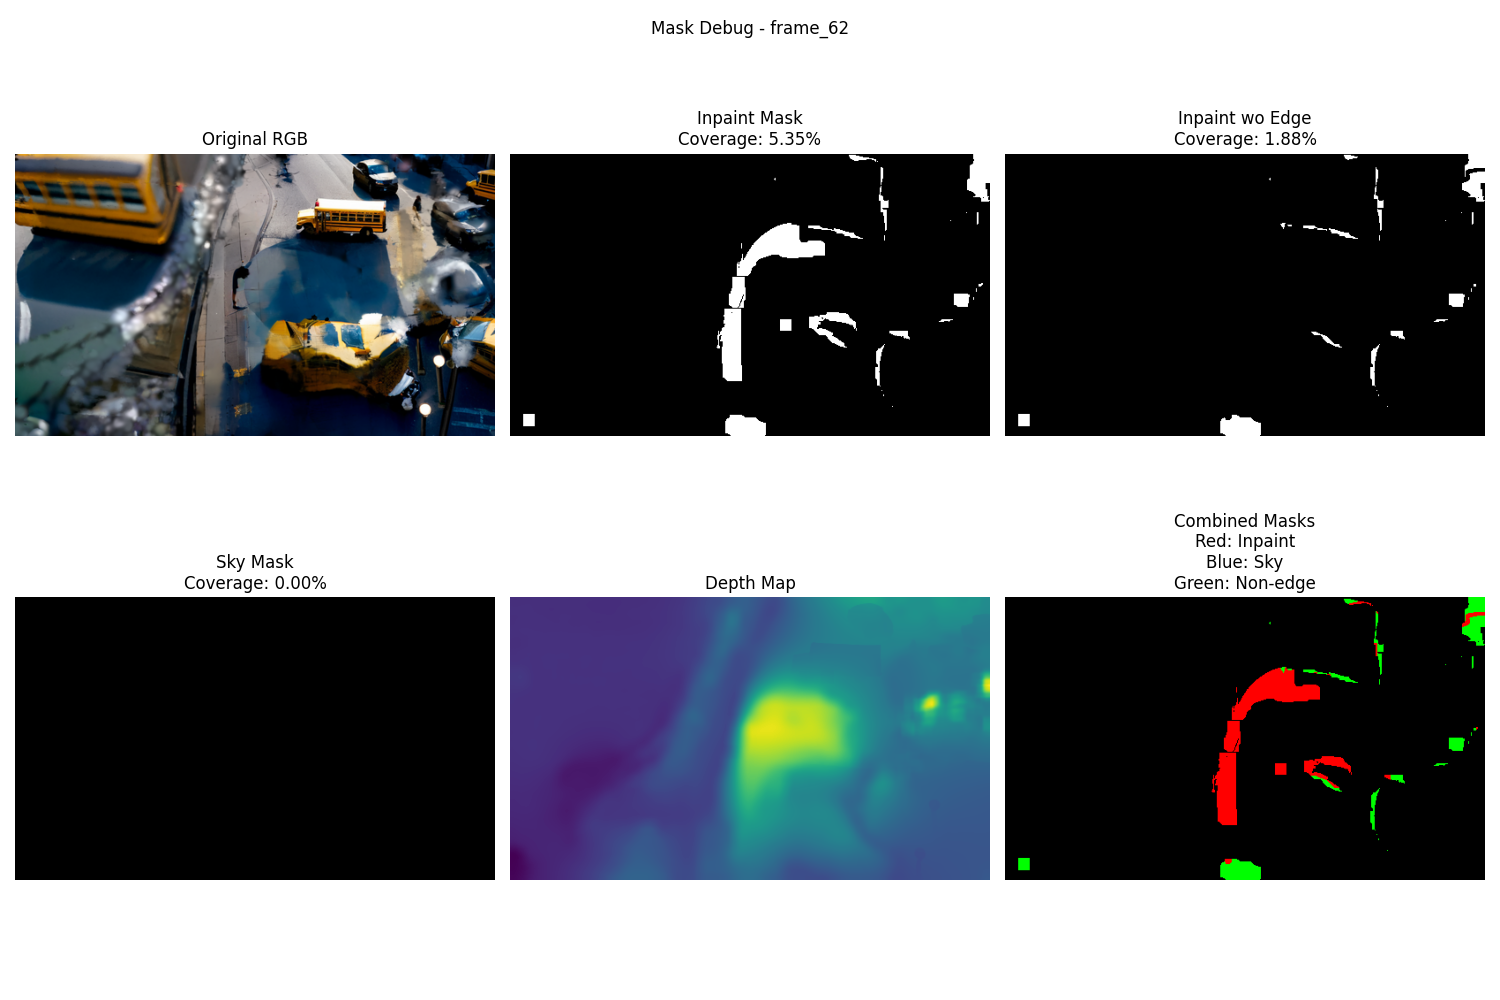 Mask Debug - frame_62
Original RGB
Inpaint Mask
Coverage: 5.35%
Inpaint wo Edge
Coverage: 1.88%
Sky Mask
Coverage: 0.00%
Depth Map
Combined Masks
Red: Inpaint
Blue: Sky
Green: Non-edge